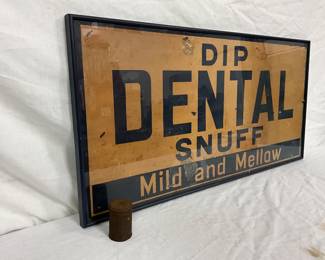 DIP
DENTAL
SNUFF
Mild and Mellow